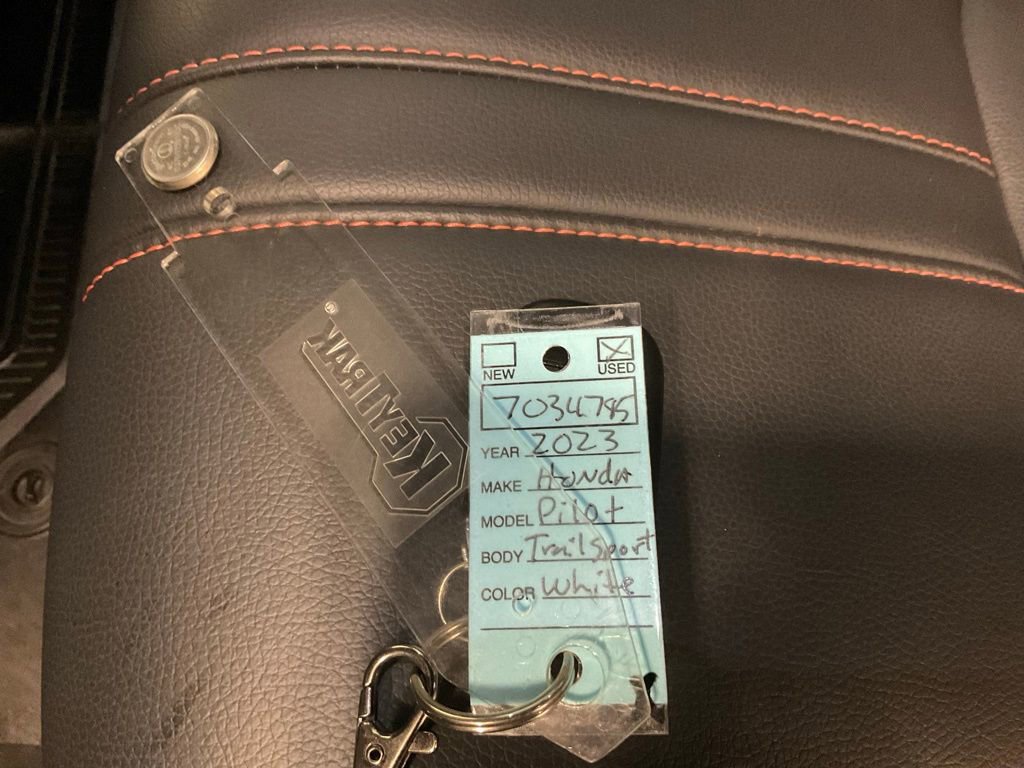 KEYTRAK®
NEW
USED
7034785
YEAR 2023
MAKE Honda
MODEL Pilot
BODY Trailsport
COLOR White